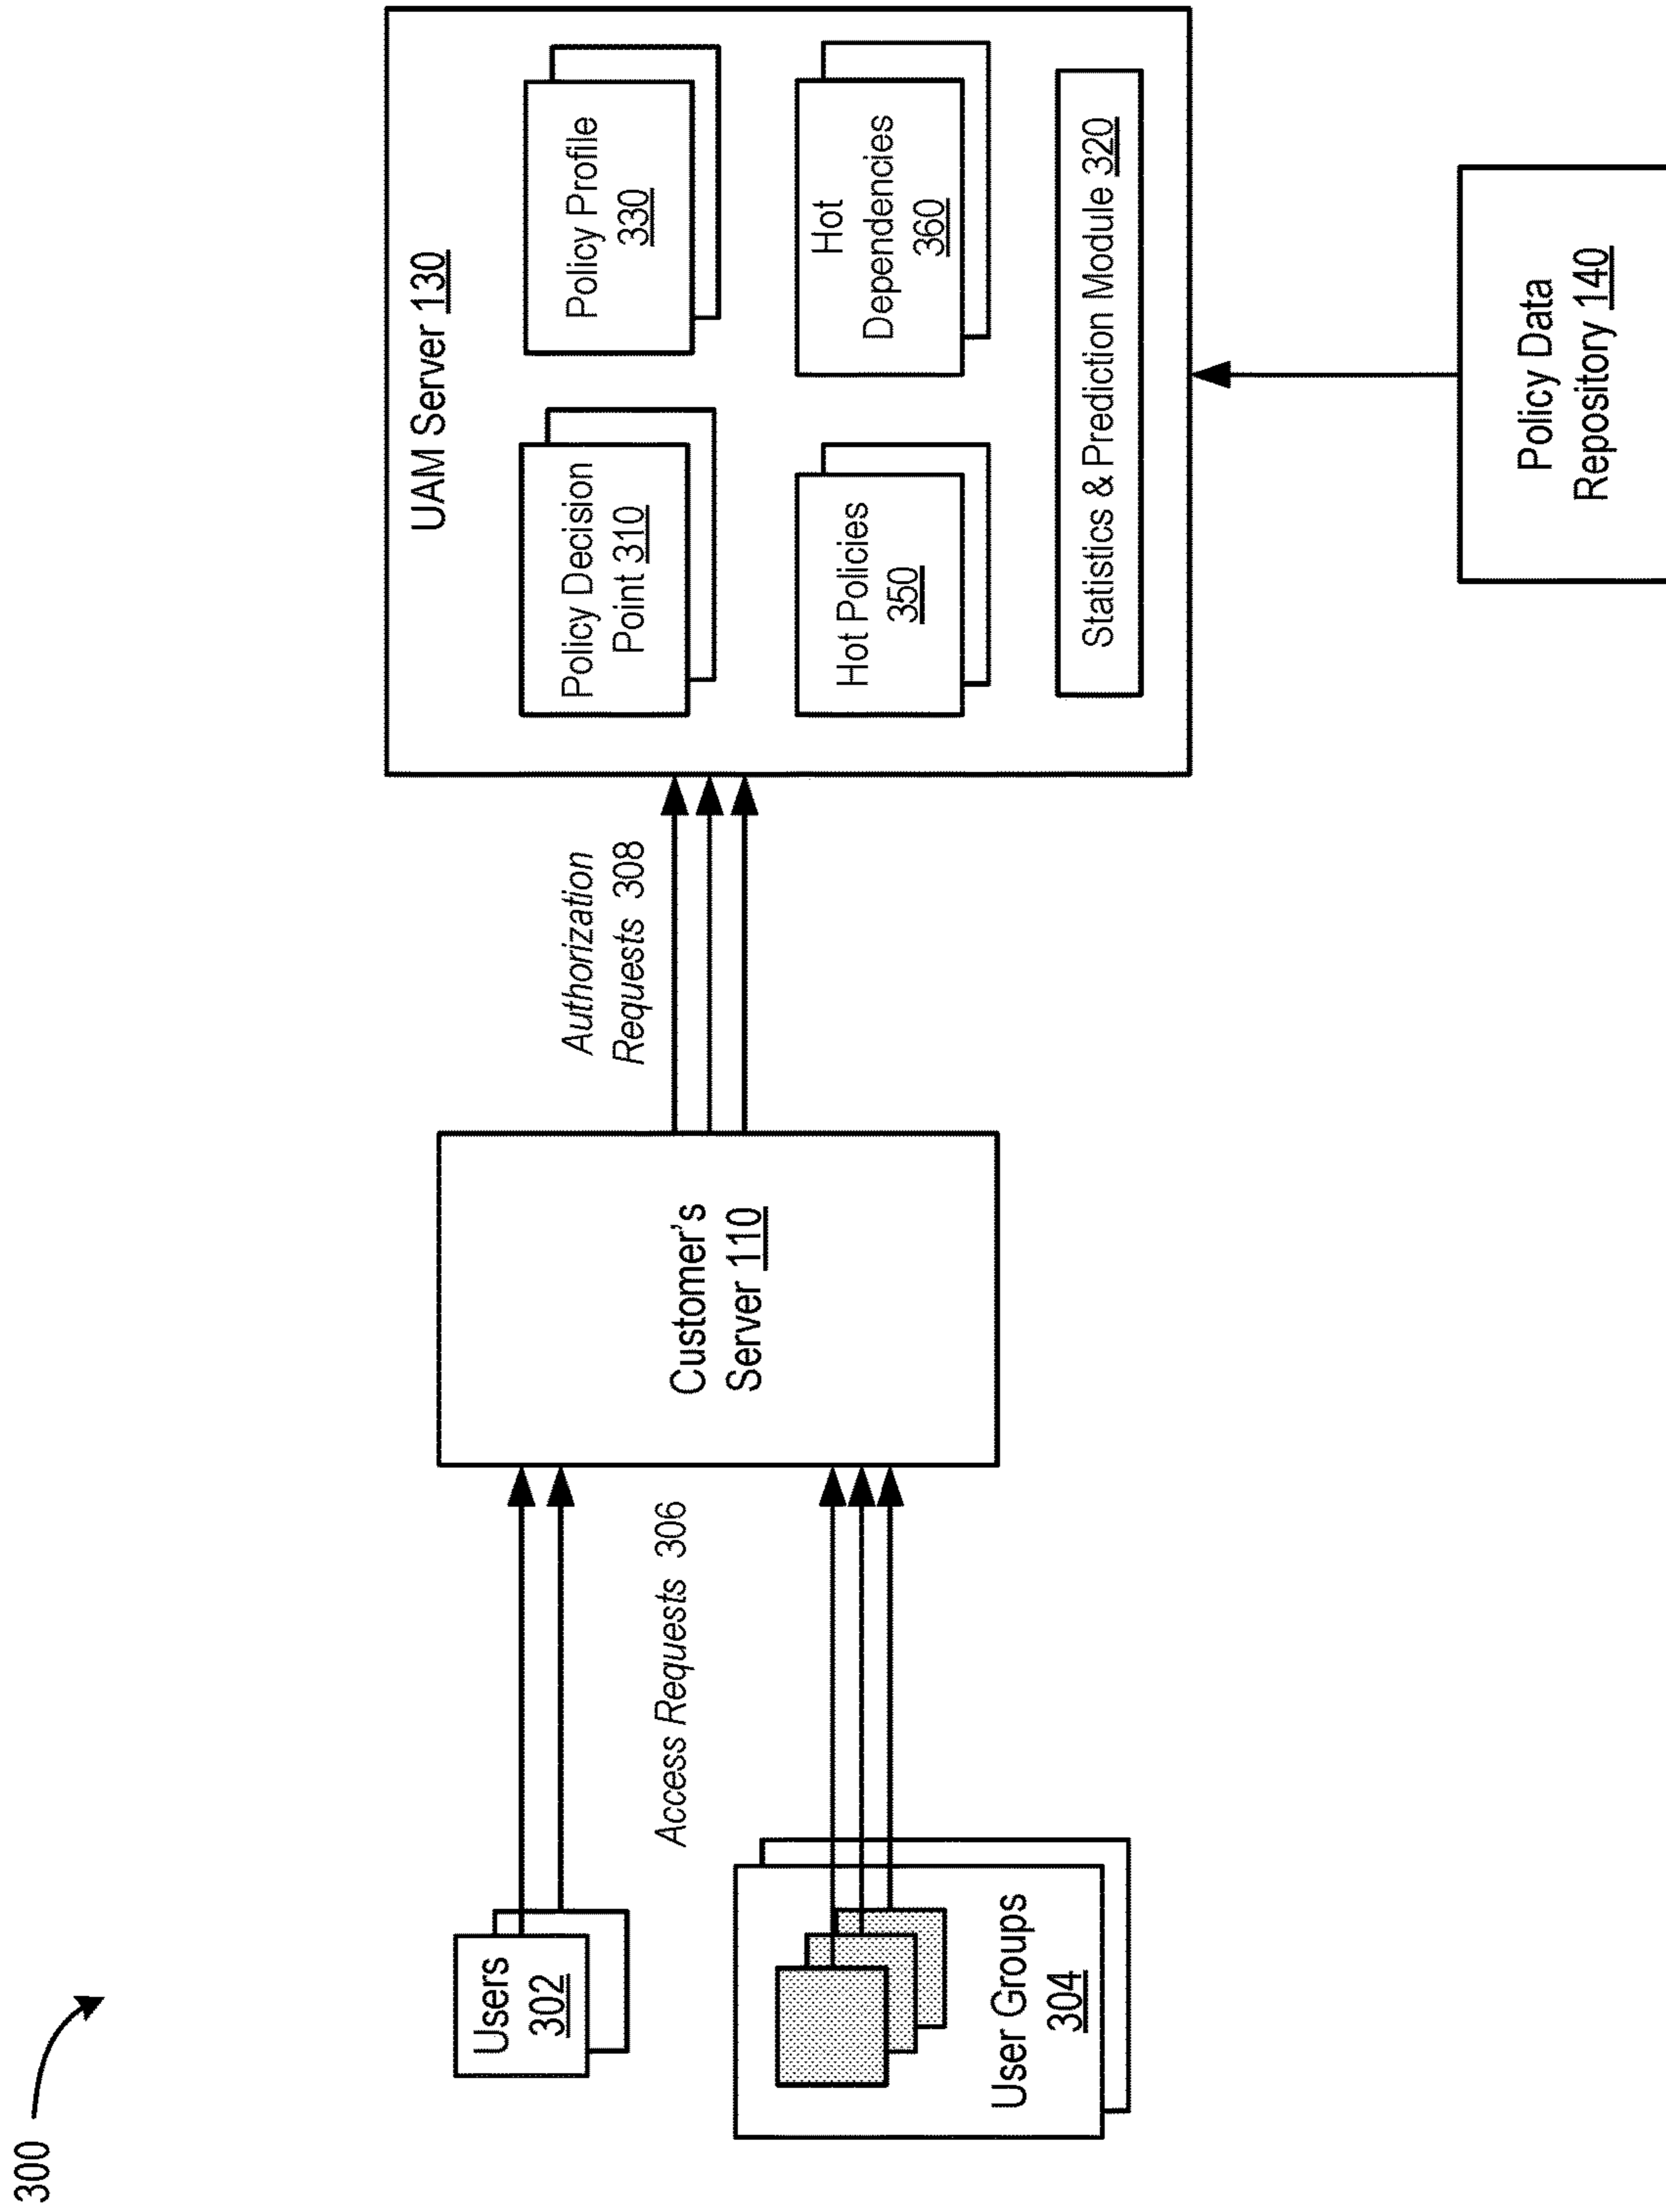 300
Users
302
User Groups
304
Access Requests 306
Customer's
Server 110
Authorization
Requests 308
UAM Server 130
Policy Decision
Point 310
Policy Profile
330
Hot Policies
350
Hot
Dependencies
360
Statistics & Prediction Module 320
Policy Data
Repository 140